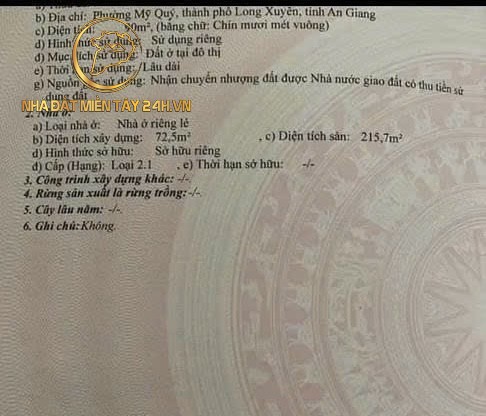 b) Địa chỉ: Phường Mỹ Quý, thành phố Long Xuyên, tỉnh An Giang
c) Diện tích: 90m², (bằng chữ: Chín mươi mét vuông)
d) Hình thức sử dụng: Sử dụng riêng
đ) Mục đích sử dụng: Đất ở tại đô thị
e) Thời hạn sử dụng: /Lâu dài
g) Nguồn gốc sử dụng: Nhận chuyển nhượng đất được Nhà nước giao đất có thu tiền sử
dụng đất
NHÀ ĐẤT MIỀN TÂY 24H.VN
2. Nhà ở:
a) Loại nhà ở: Nhà ở riêng lẻ
b) Diện tích xây dựng: 72,5m² , c) Diện tích sàn: 215,7m²
d) Hình thức sở hữu: Sở hữu riêng
đ) Cấp (Hạng): Loại 2.1 , e) Thời hạn sở hữu: -/-
3. Công trình xây dựng khác: -/-.
4. Rừng sản xuất là rừng trồng: -/-.
5. Cây lâu năm: -/-.
6. Ghi chú: Không.